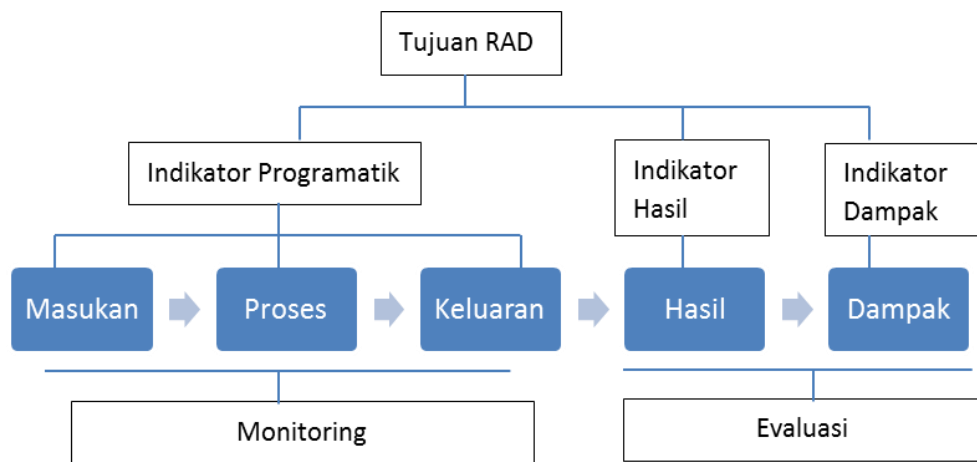 Tujuan RAD
Indikator Programatik
Indikator
Hasil
Indikator
Dampak
Masukan
Proses
Keluaran
Hasil
Dampak
Monitoring
Evaluasi